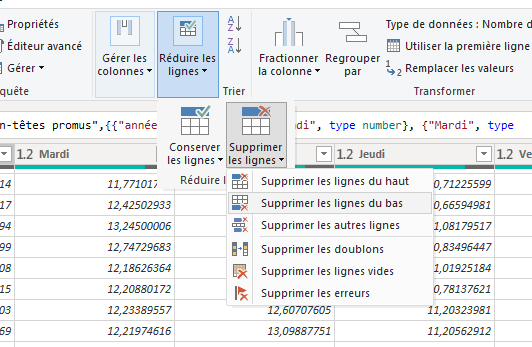 Propriétés
Éditeur avancé
Gérer
quête
Gérer les
colonnes
Réduire les
lignes
Trier
Fractionner
la colonne
Regrouper
par
Type de données : Nombre d
Utiliser la première ligne
Remplacer les valeurs
Transformer
n-têtes promus",{{"année
di", type number}, {"Mardi", type
Conserver
les lignes
Supprimer
les lignes
Réduire l
1.2 Mardi
1.2 Jeudi
1.2 Ve
Supprimer les lignes du haut
Supprimer les lignes du bas
Supprimer les autres lignes
Supprimer les doublons
Supprimer les lignes vides
Supprimer les erreurs
14 11,771017 0,71225599
17 12,42502933 0,66594981
94 13,24500006 1,08179517
99 12,74729683 0,83496447
08 12,18626364 1,01925184
15 12,20880172 0,78137621
03 12,23389557 12,60707605 11,20323981
69 12,21974616 13,09887751 11,20562912